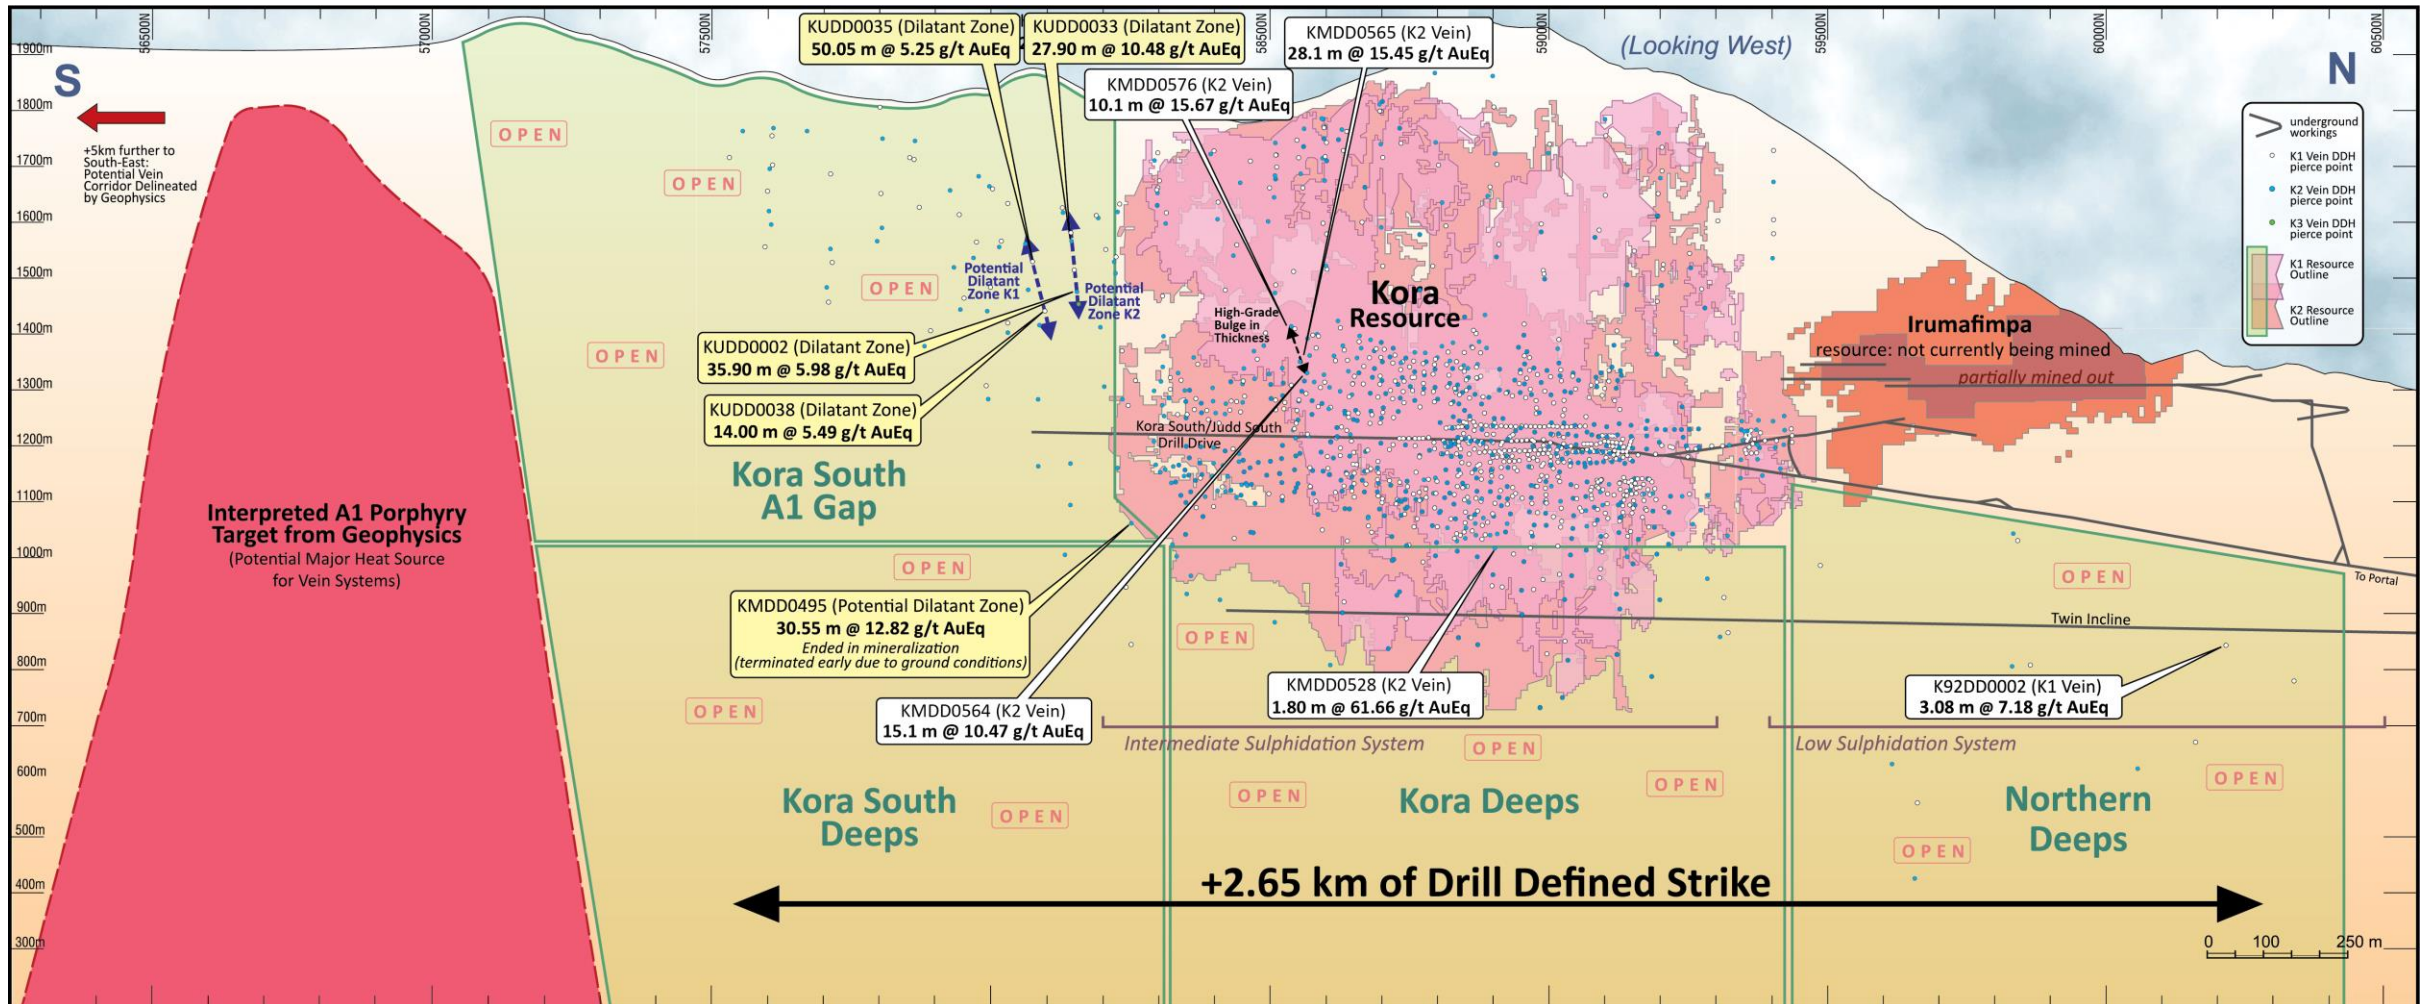 56500N
57000N
57500N
58500N
59000N
59500N
60000N
60500N
1900m
1800m
1700m
1600m
1500m
1400m
1300m
1200m
1100m
1000m
900m
800m
700m
600m
500m
400m
300m
S
N
(Looking West)
+5km further to
South-East:
Potential Vein
Corridor Delineated
by Geophysics
KUDD0035 (Dilatant Zone)
50.05 m @ 5.25 g/t AuEq
KUDD0033 (Dilatant Zone)
27.90 m @ 10.48 g/t AuEq
KMDD0565 (K2 Vein)
28.1 m @ 15.45 g/t AuEq
KMDD0576 (K2 Vein)
10.1 m @ 15.67 g/t AuEq
underground
workings
K1 Vein DDH
pierce point
K2 Vein DDH
pierce point
K3 Vein DDH
pierce point
K1 Resource
Outline
K2 Resource
Outline
OPEN
OPEN
OPEN
OPEN
Potential
Dilatant
Zone K1
Potential
Dilatant
Zone K2
High-Grade
Bulge in
Thickness
Kora
Resource
Irumafimpa
resource: not currently being mined
partially mined out
KUDD0002 (Dilatant Zone)
35.90 m @ 5.98 g/t AuEq
KUDD0038 (Dilatant Zone)
14.00 m @ 5.49 g/t AuEq
Kora South/Judd South
Drill Drive
Kora South
A1 Gap
Interpreted A1 Porphyry
Target from Geophysics
(Potential Major Heat Source
for Vein Systems)
OPEN
OPEN
To Portal
KMDD0495 (Potential Dilatant Zone)
30.55 m @ 12.82 g/t AuEq
Ended in mineralization
(terminated early due to ground conditions)
OPEN
Twin Incline
OPEN
KMDD0564 (K2 Vein)
15.1 m @ 10.47 g/t AuEq
KMDD0528 (K2 Vein)
1.80 m @ 61.66 g/t AuEq
K92DD0002 (K1 Vein)
3.08 m @ 7.18 g/t AuEq
Intermediate Sulphidation System
Low Sulphidation System
OPEN
OPEN
OPEN
OPEN
OPEN
OPEN
Kora South
Deeps
Kora Deeps
Northern
Deeps
+2.65 km of Drill Defined Strike
0 100 250 m